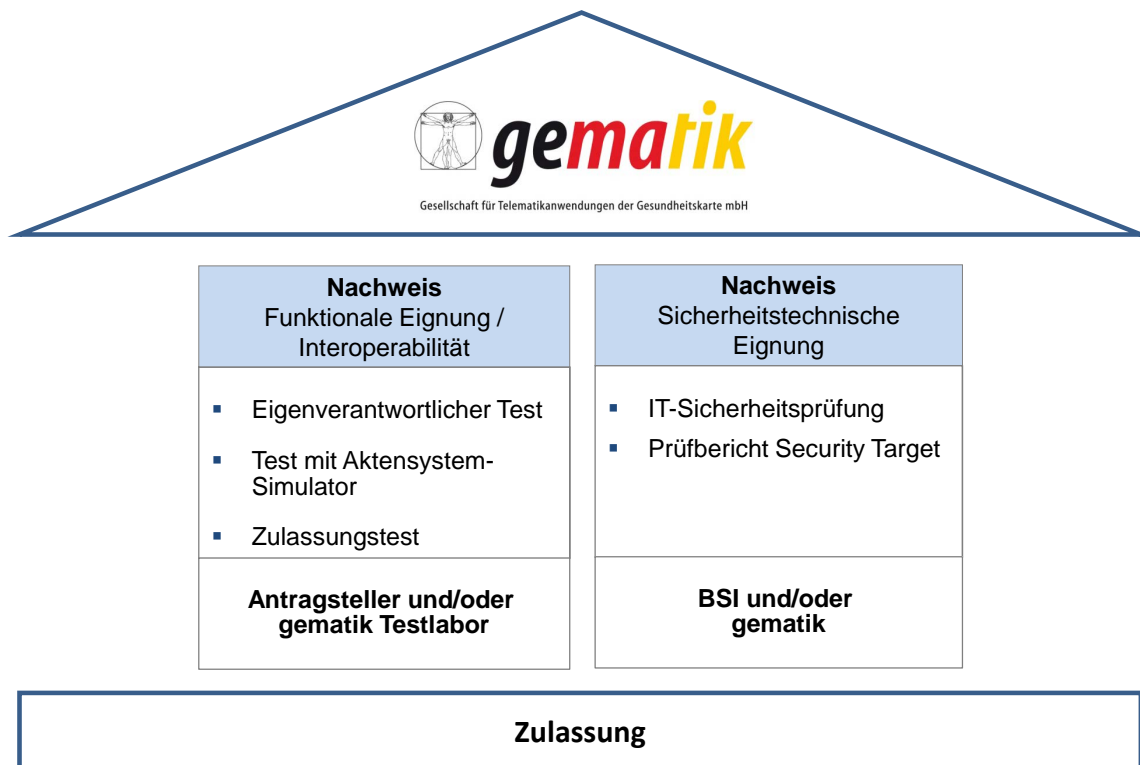 gematik
Gesellschaft für Telematikanwendungen der Gesundheitskarte mbH
Nachweis
Funktionale Eignung /
Interoperabilität
▪ Eigenverantwortlicher Test
▪ Test mit Aktensystem-
Simulator
▪ Zulassungstest
Antragsteller und/oder
gematik Testlabor
Nachweis
Sicherheitstechnische
Eignung
▪ IT-Sicherheitsprüfung
▪ Prüfbericht Security Target
BSI und/oder
gematik
Zulassung